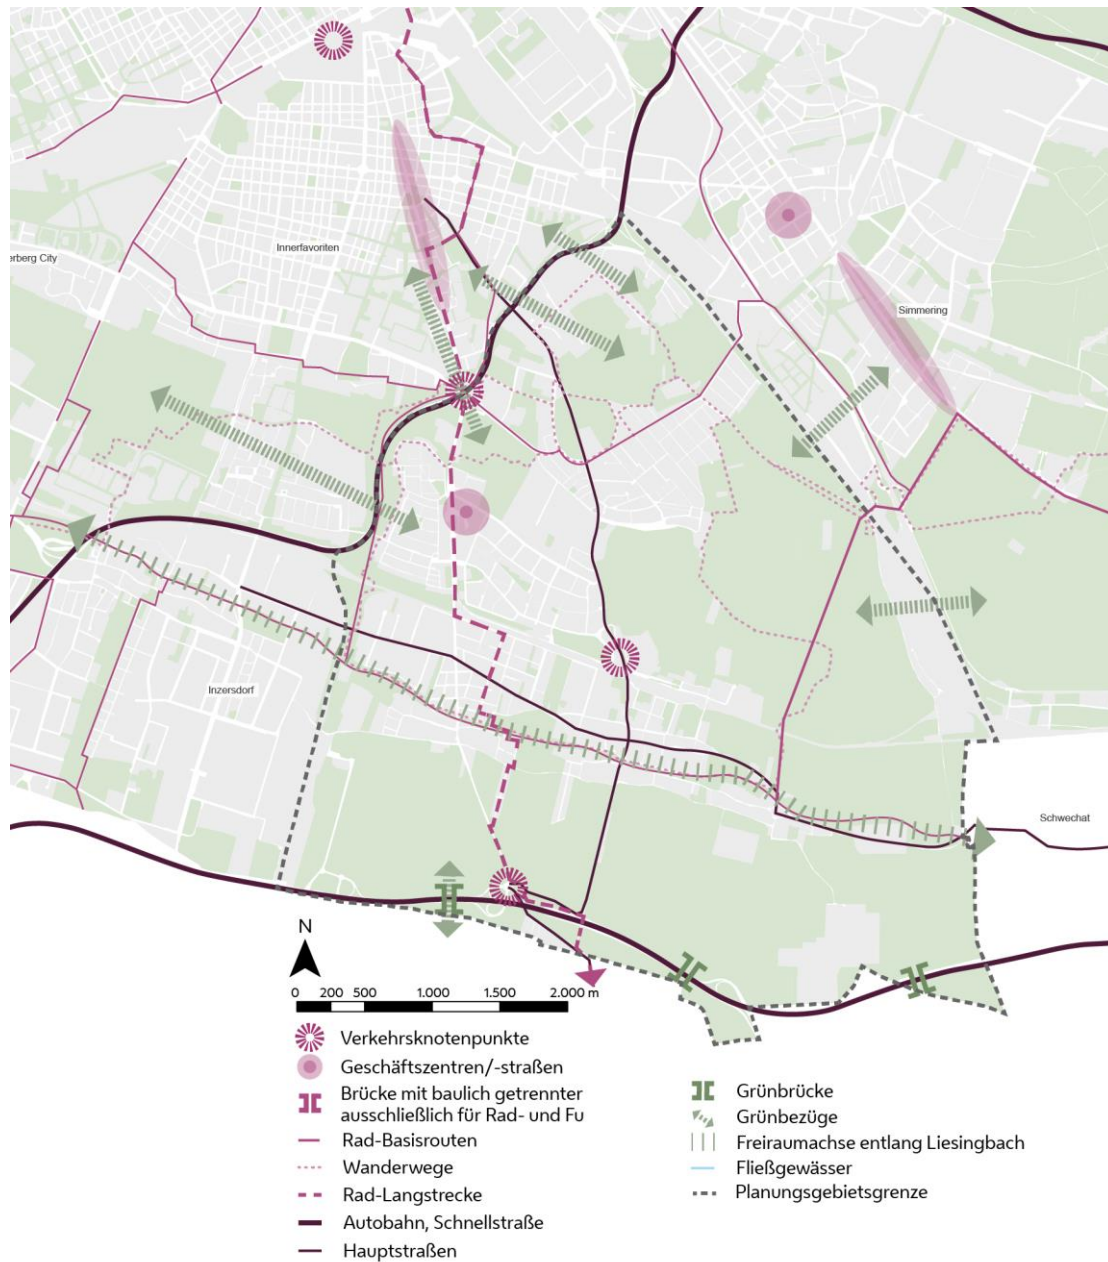 Innerfavoriten
erberg City
Simmering
Inzersdorf
Schwechat
N
0 200 500 1.000 1.500 2.000 m
Verkehrsknotenpunkte
Geschäftszentren/-straßen
Brücke mit baulich getrennter
ausschließlich für Rad- und Fu
Rad-Basisrouten
Wanderwege
Rad-Langstrecke
Autobahn, Schnellstraße
Hauptstraßen
Grünbrücke
Grünbezüge
Freiraumachse entlang Liesingbach
Fließgewässer
Planungsgebietsgrenze